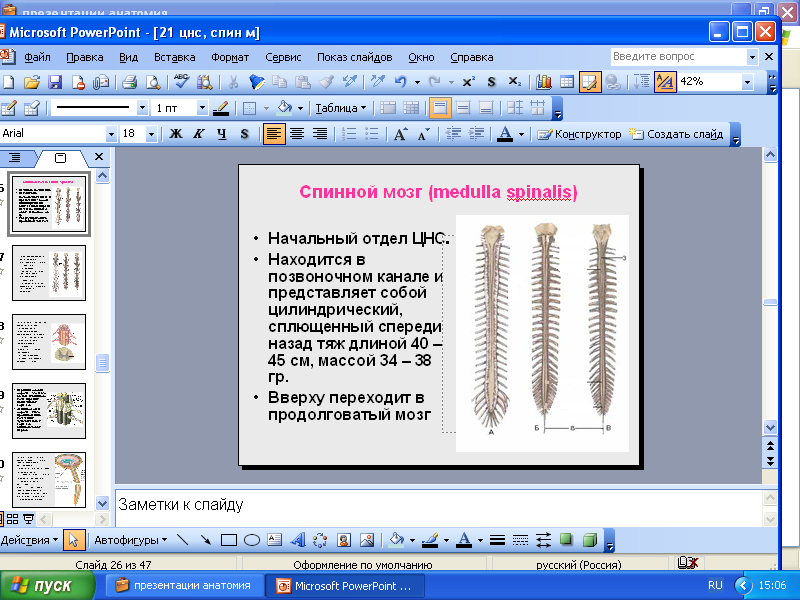 презентации анатомия
Microsoft PowerPoint - [21 цнс, спин м]
Файл Правка Вид Вставка Формат Сервис Показ слайдов Окно Справка Введите вопрос
42%
1 пт Таблица
Arial 18 Ж К Ч S Конструктор Создать слайд
Спинной мозг (medulla spinalis)
• Начальный отдел ЦНС.
• Находится в
позвоночном канале и
представляет собой
цилиндрический,
сплющенный спереди
назад тяж длиной 40 –
45 см, массой 34 – 38
гр.
• Вверху переходит в
продолговатый мозг
А Б в В
7
9
Заметки к слайду
Действия Автофигуры
Слайд 26 из 47 Оформление по умолчанию русский (Россия)
пуск презентации анатомия Microsoft PowerPoint ... RU 15:06